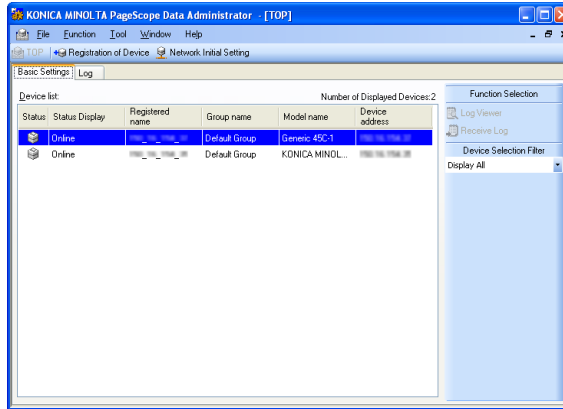 KONICA MINOLTA PageScope Data Administrator - [TOP]
File Function Tool Window Help
TOP Registration of Device Network Initial Setting
Basic Settings Log
Device list: Number of Displayed Devices:2
Status Status Display Registered name Group name Model name Device address
Online Default Group Generic 45C-1
Online Default Group KONICA MINOL...
Function Selection
Log Viewer
Receive Log
Device Selection Filter
Display All